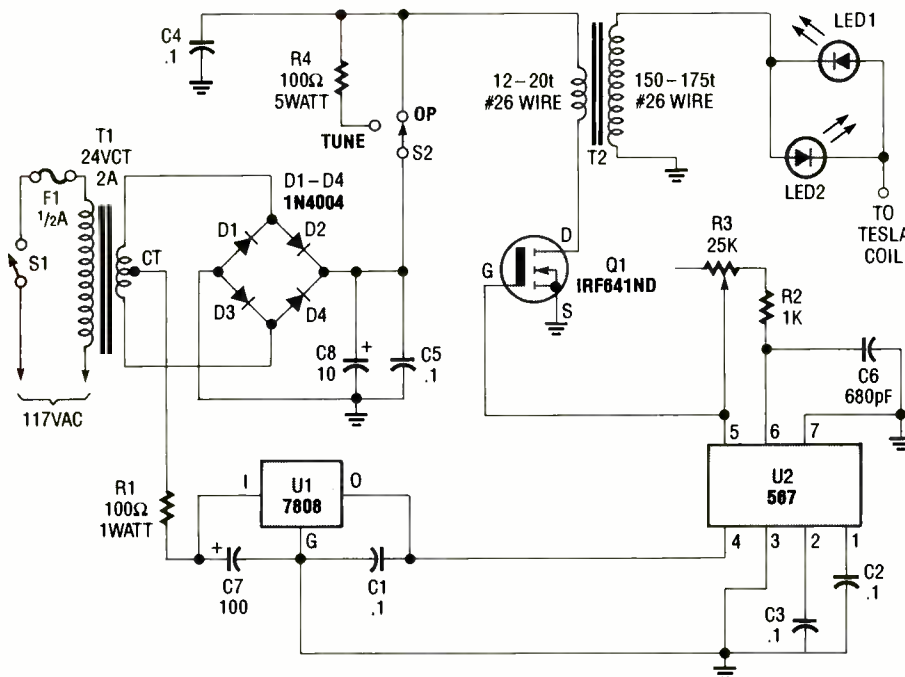 C4
.1
R4
100Ω
5WATT
TUNE
OP
S2
12–20t
#26 WIRE
150–175t
#26 WIRE
T2
LED1
LED2
TO
TESLA
COIL
T1
24VCT
2A
F1
1/2A
S1
CT
117VAC
D1–D4
1N4004
D1
D2
D3
D4
C8
10
+
C5
.1
D
G
S
Q1
IRF641ND
R3
25K
R2
1K
C6
680pF
R1
100Ω
1WATT
I
U1
7808
O
G
+
C7
100
C1
.1
5
6
7
U2
567
4
3
2
1
C3
.1
C2
.1